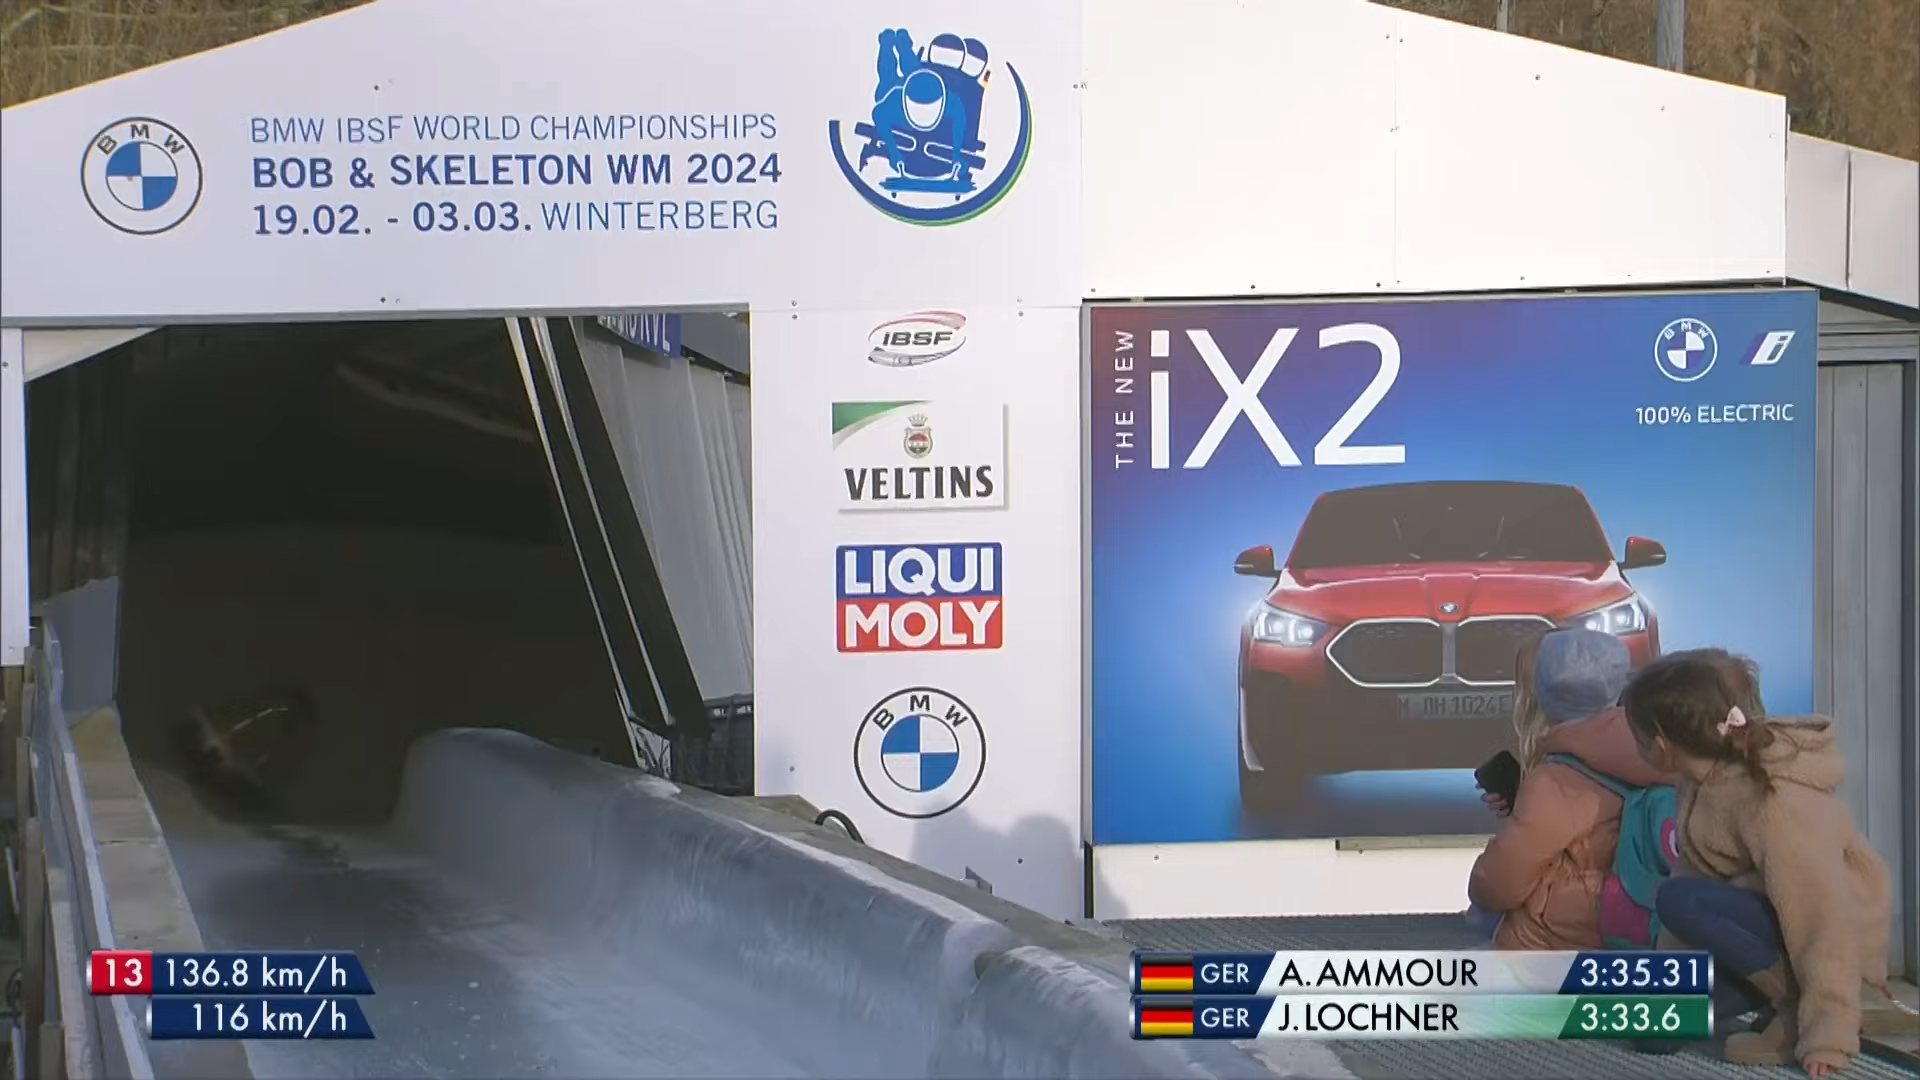 BMW
BMW IBSF WORLD CHAMPIONSHIPS
BOB & SKELETON WM 2024
19.02. - 03.03. WINTERBERG
IBSF
VELTINS
LIQUI
MOLY
BMW
THE NEW
iX2
BMW
i
100% ELECTRIC
13 136.8 km/h
116 km/h
GER A.AMMOUR 3:35.31
GER J.LOCHNER 3:33.6